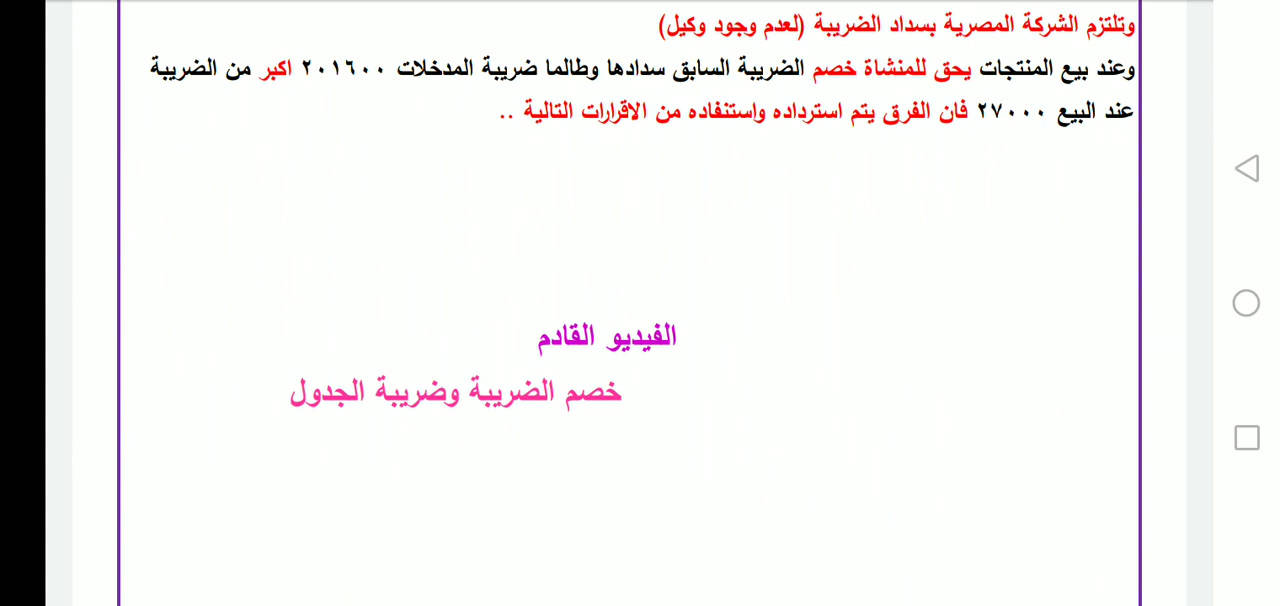 وتلتزم الشركة المصرية بسداد الضريبة (لعدم وجود وكيل)
وعند بيع المنتجات يحق للمنشاة خصم الضريبة السابق سدادها وطالما ضريبة المدخلات ٢٠١٦٠٠ اكبر من الضريبة
عند البيع ٢٧٠٠٠ فان الفرق يتم استرداده واستنفاده من الاقرارات التالية ..
الفيديو القادم
خصم الضريبة وضريبة الجدول